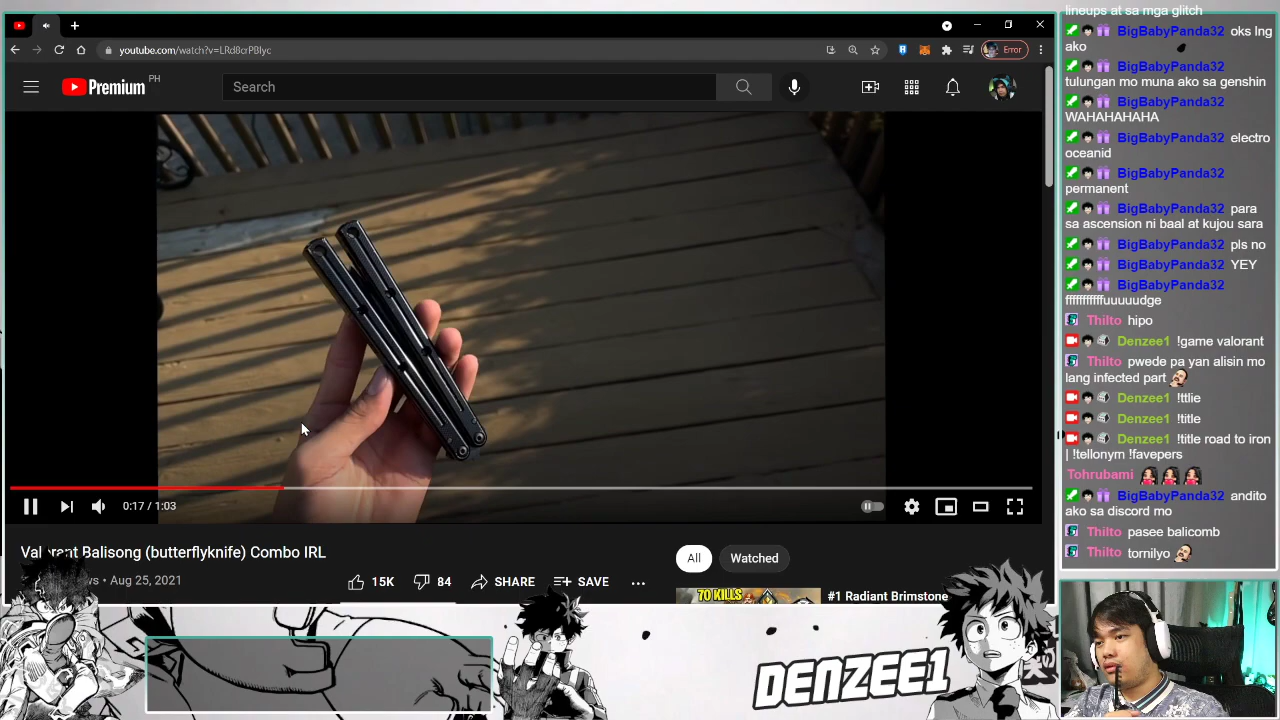 youtube.com/watch?v=LRd8crPBlyc
Error
Premium PH
Search
0:17 / 1:03
Valorant Balisong (butterflyknife) Combo IRL
• Aug 25, 2021
15K
84
SHARE
SAVE
All
Watched
70 KILLS
#1 Radiant Brimstone
DENZEE1
lineups at sa mga glitch
BigBabyPanda32 oks lng
ako
BigBabyPanda32
tulungan mo muna ako sa genshin
BigBabyPanda32
WAHAHAHAHA
BigBabyPanda32 electro
oceanid
BigBabyPanda32
permanent
BigBabyPanda32 para
sa ascension ni baal at kujou sara
BigBabyPanda32 pls no
BigBabyPanda32 YEY
BigBabyPanda32
fffffffffffuuuuudge
Thilto hipo
Denzee1 !game valorant
Thilto pwede pa yan alisin mo
lang infected part
Denzee1 !ttlie
Denzee1 !title
Denzee1 !title road to iron
| !tellonym !favepers
Tohrubami
BigBabyPanda32 andito
ako sa discord mo
Thilto pasee balicomb
Thilto tornilyo